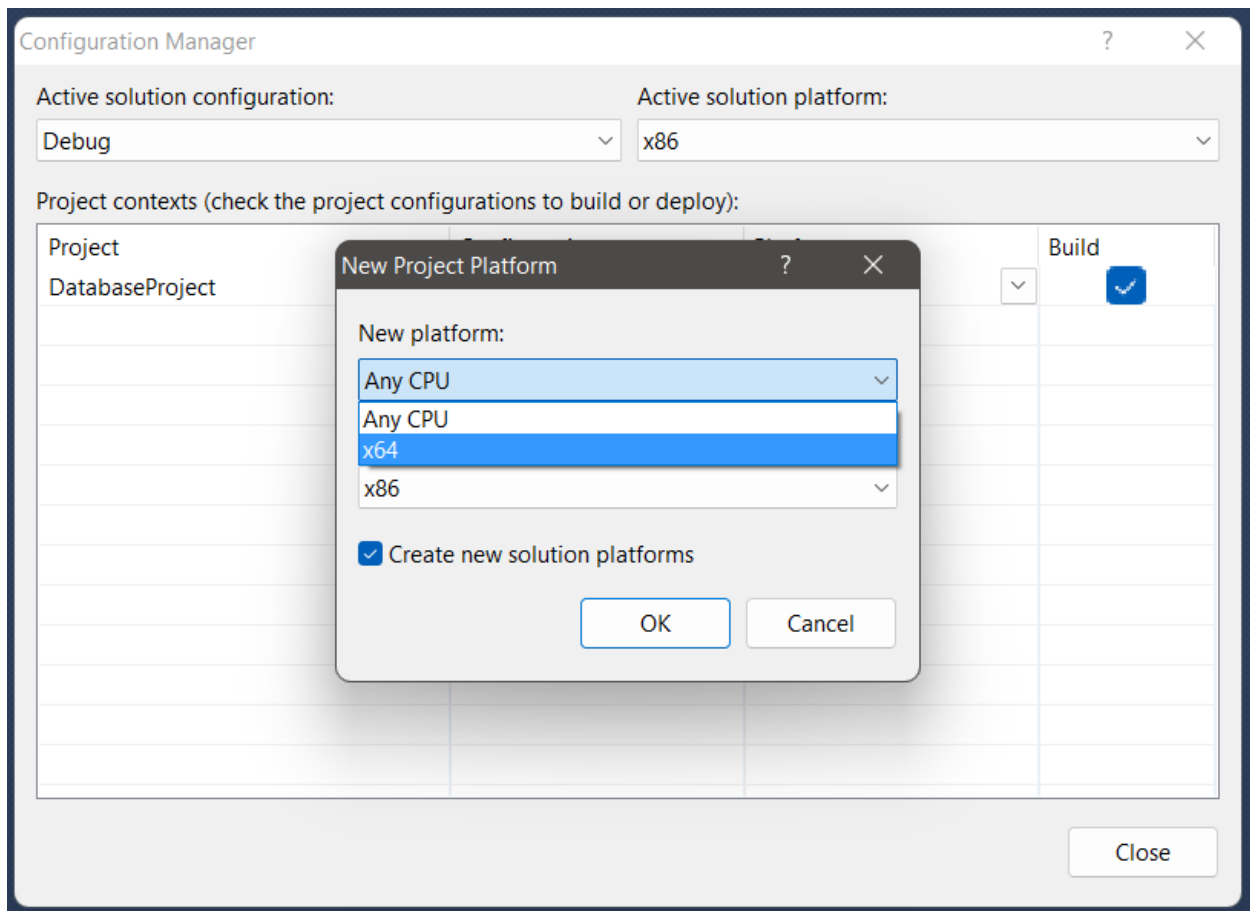 Configuration Manager ?
Active solution configuration: Active solution platform:
Debug x86
Project contexts (check the project configurations to build or deploy):
Project Build
New Project Platform ?
DatabaseProject
New platform:
Any CPU
Any CPU
x64
x86
Create new solution platforms
OK Cancel
Close